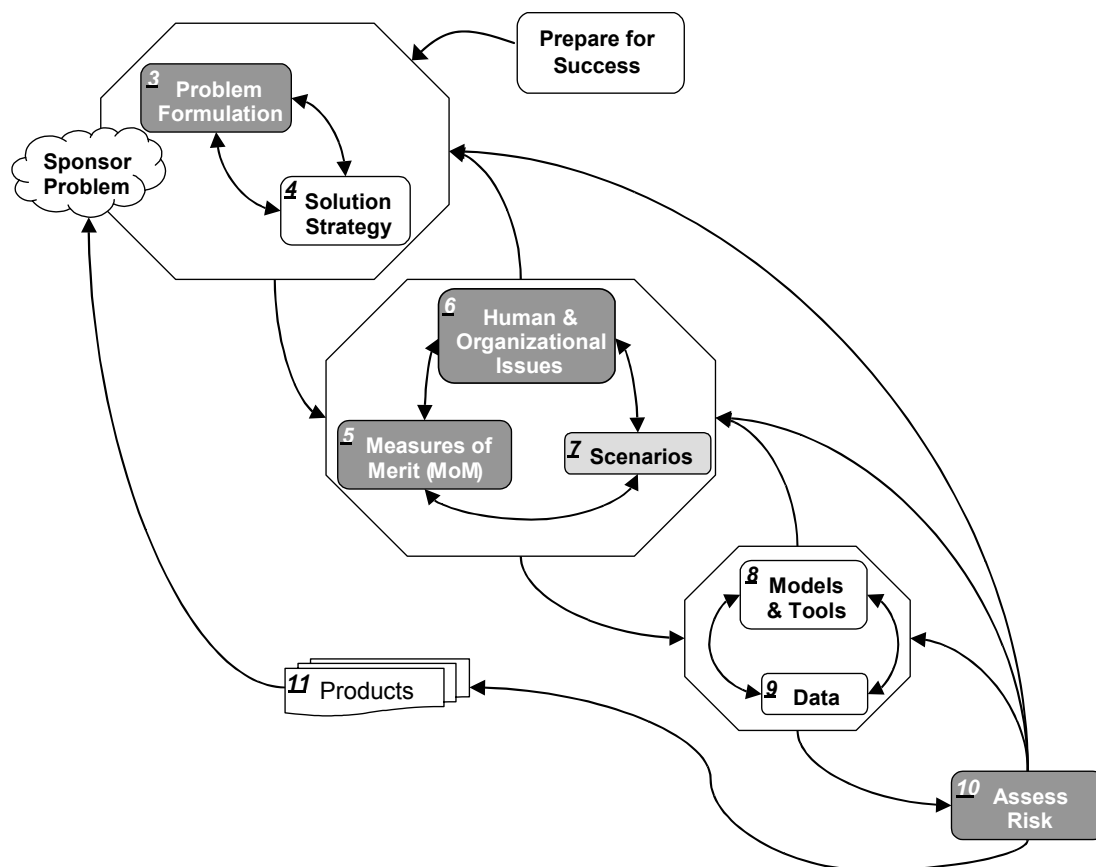 Prepare for
Success
3
Problem
Formulation
Sponsor
Problem
4
Solution
Strategy
6
Human &
Organizational
Issues
5
Measures of
Merit (MoM)
7
Scenarios
8
Models
& Tools
9
Data
11
Products
10
Assess
Risk